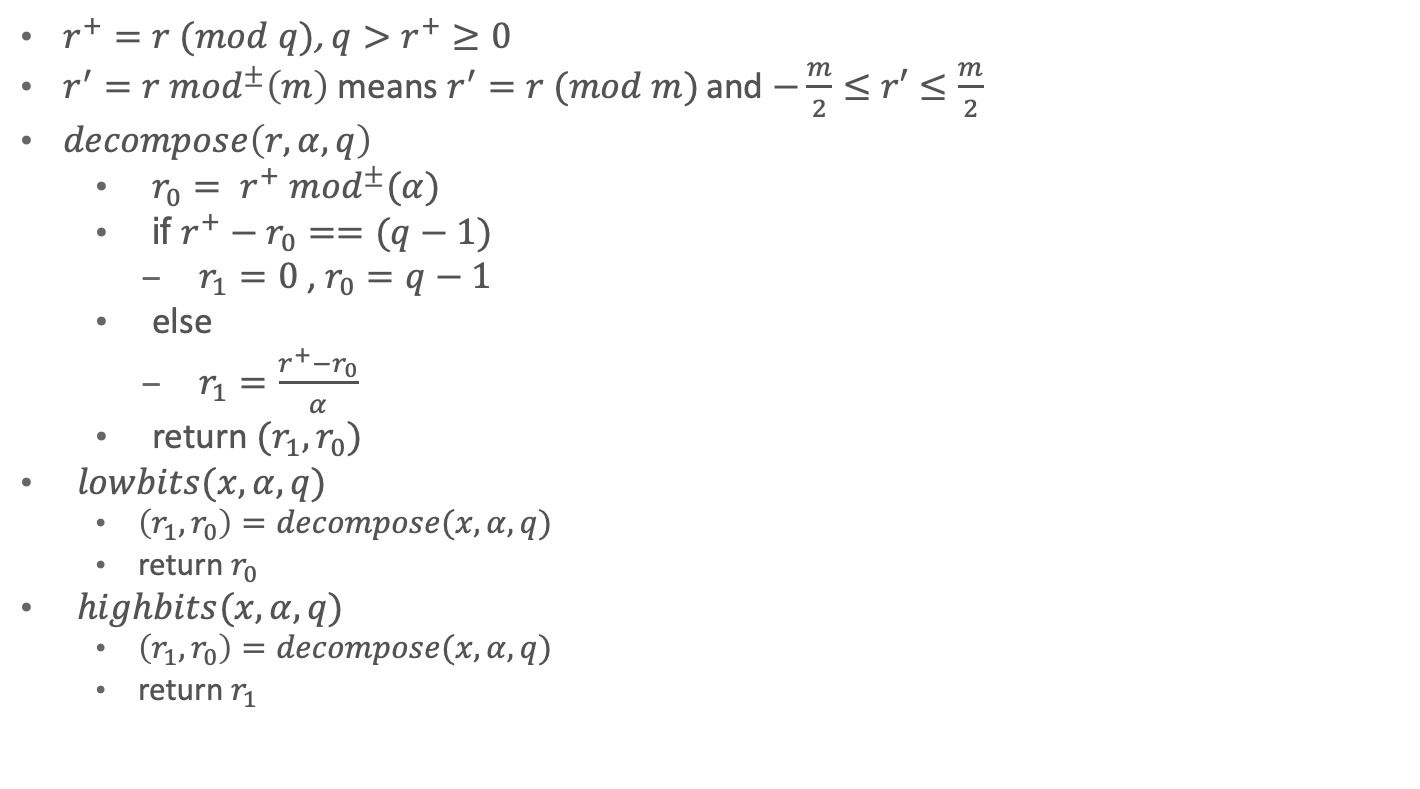 • r⁺ = r (mod q), q > r⁺ ≥ 0
• r′ = r mod^±(m) means r′ = r (mod m) and −m/2 ≤ r′ ≤ m/2
• decompose(r, α, q)
• r₀ = r⁺ mod^±(α)
• if r⁺ − r₀ == (q − 1)
– r₁ = 0 , r₀ = q − 1
• else
– r₁ = (r⁺−r₀)/α
• return (r₁, r₀)
• lowbits(x, α, q)
• (r₁, r₀) = decompose(x, α, q)
• return r₀
• highbits(x, α, q)
• (r₁, r₀) = decompose(x, α, q)
• return r₁